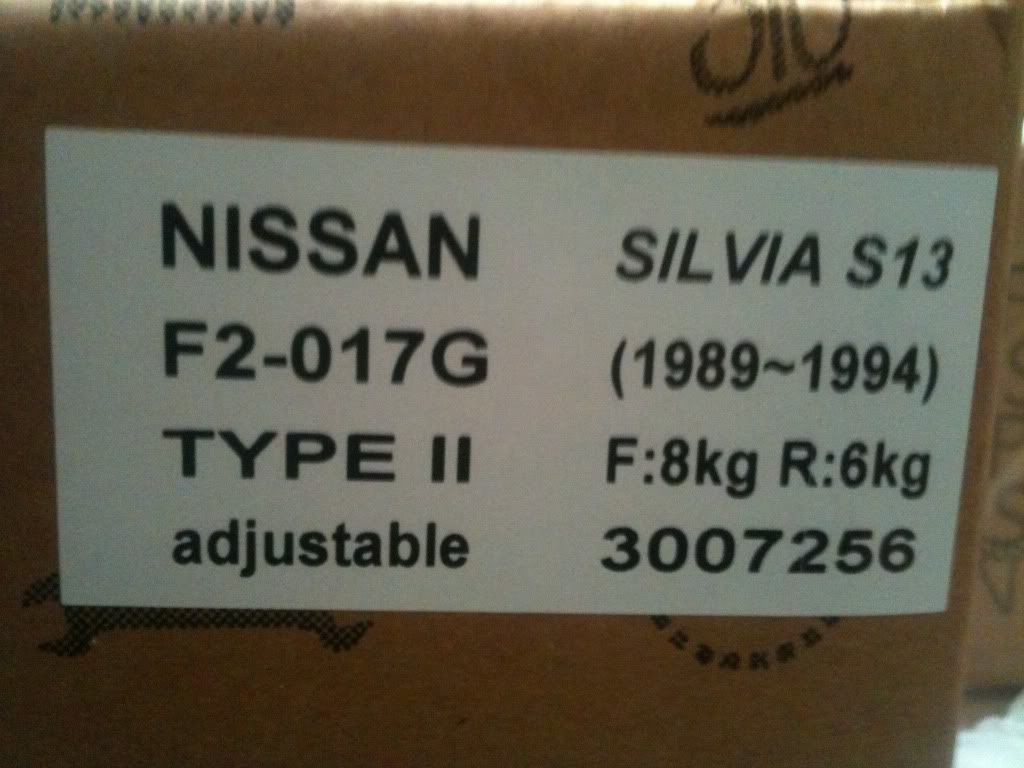 NISSAN SILVIA S13
F2-017G (1989~1994)
TYPE II F:8kg R:6kg
adjustable 3007256